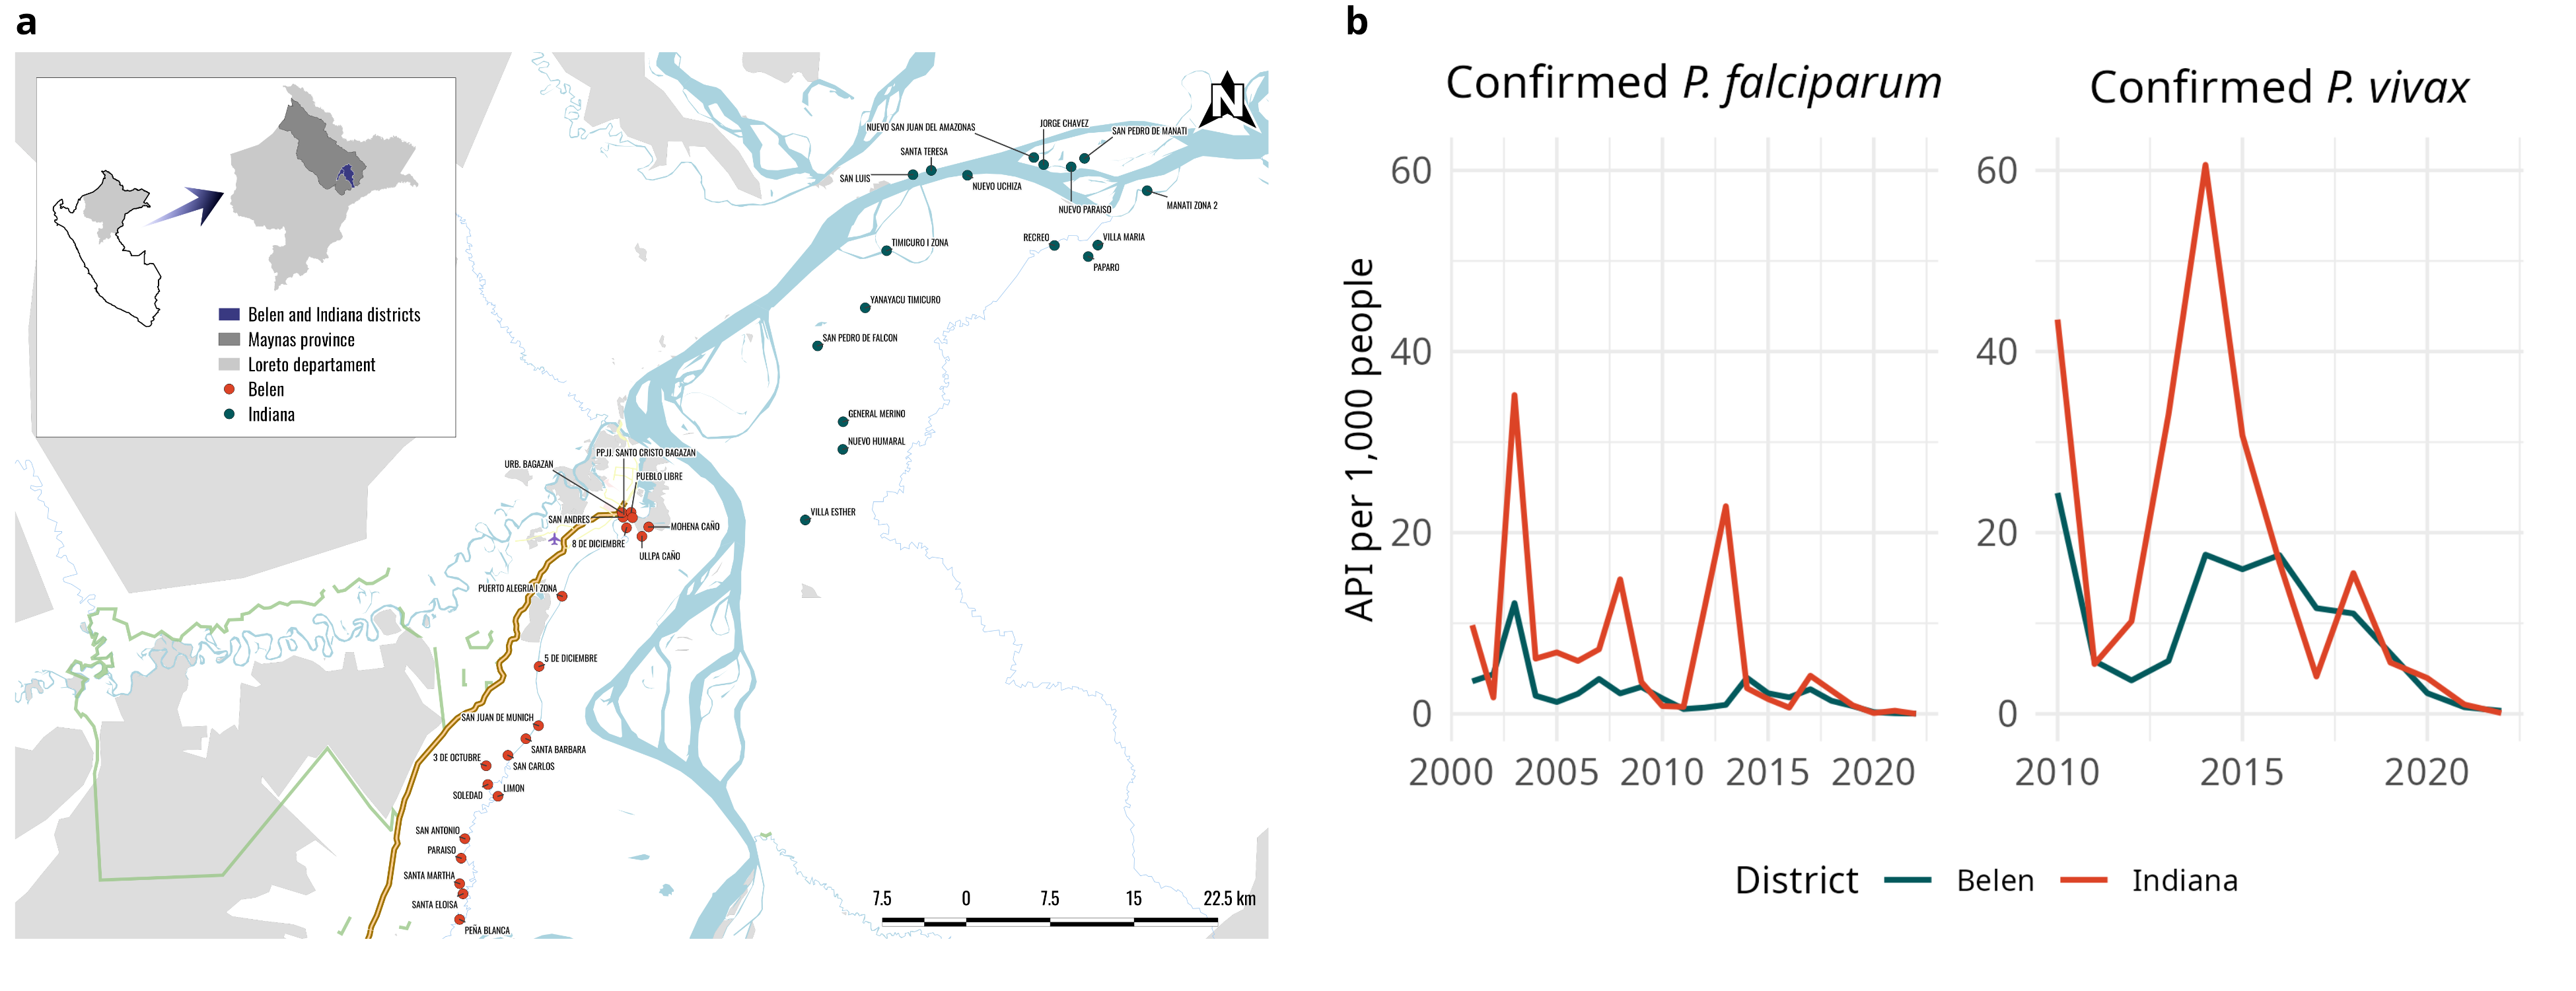 a
N
Belen and Indiana districts
Maynas province
Loreto departament
Belen
Indiana
NUEVO SAN JUAN DEL AMAZONAS
JORGE CHAVEZ
SAN PEDRO DE MANATI
SANTA TERESA
SAN LUIS
NUEVO UCHIZA
NUEVO PARAISO
MANATI ZONA 2
TIMICURO I ZONA
RECREO
VILLA MARIA
PAPARO
YANAYACU TIMICURO
SAN PEDRO DE FALCON
GENERAL MERINO
NUEVO HUMARAL
PP.JJ. SANTO CRISTO BAGAZAN
URB. BAGAZAN
PUEBLO LIBRE
VILLA ESTHER
SAN ANDRES
MOHENA CAÑO
8 DE DICIEMBRE
ULLPA CAÑO
PUERTO ALEGRIA I ZONA
5 DE DICIEMBRE
SAN JUAN DE MUNICH
SANTA BARBARA
3 DE OCTUBRE
SAN CARLOS
SOLEDAD
LIMON
SAN ANTONIO
PARAISO
SANTA MARTHA
SANTA ELOISA
PEÑA BLANCA
7.5 0 7.5 15 22.5 km
b
Confirmed P. falciparum
Confirmed P. vivax
API per 1,000 people
60
40
20
0
2000 2005 2010 2015 2020
60
40
20
0
2010 2015 2020
District Belen Indiana